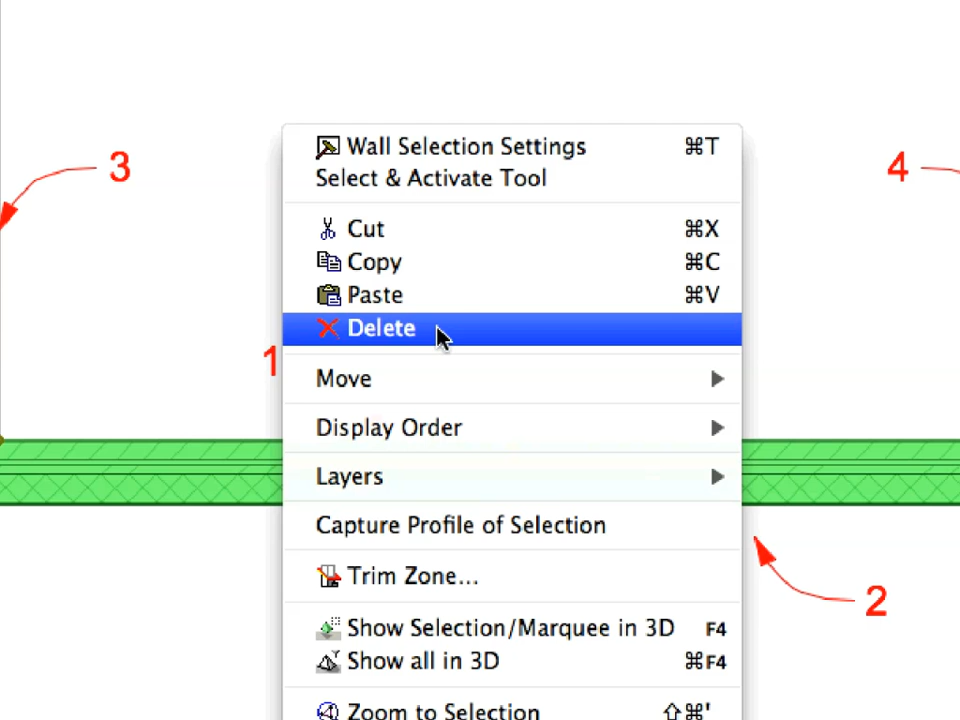 Wall Selection Settings ⌘T
3
4
Select & Activate Tool
Cut ⌘X
Copy ⌘C
Paste ⌘V
Delete
1
Move
Display Order
Layers
Capture Profile of Selection
Trim Zone...
2
Show Selection/Marquee in 3D F4
Show all in 3D ⌘F4
Zoom to Selection ⇧⌘'